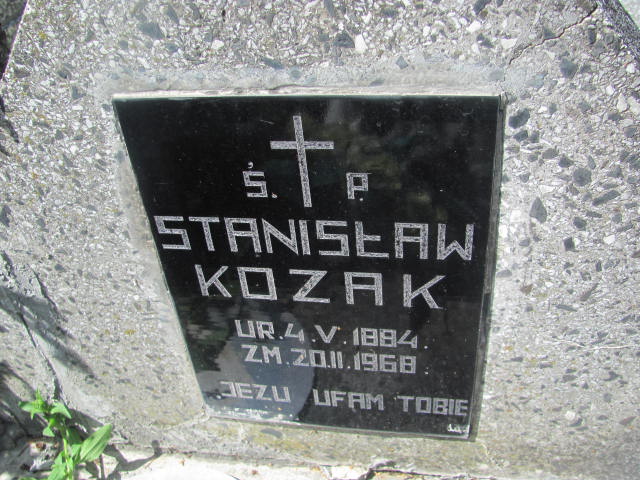 Ś. P.
STANISŁAW
KOZAK
UR. 4. V. 1884.
ZM. 20.II.1968
JEZU UFAM TOBIE